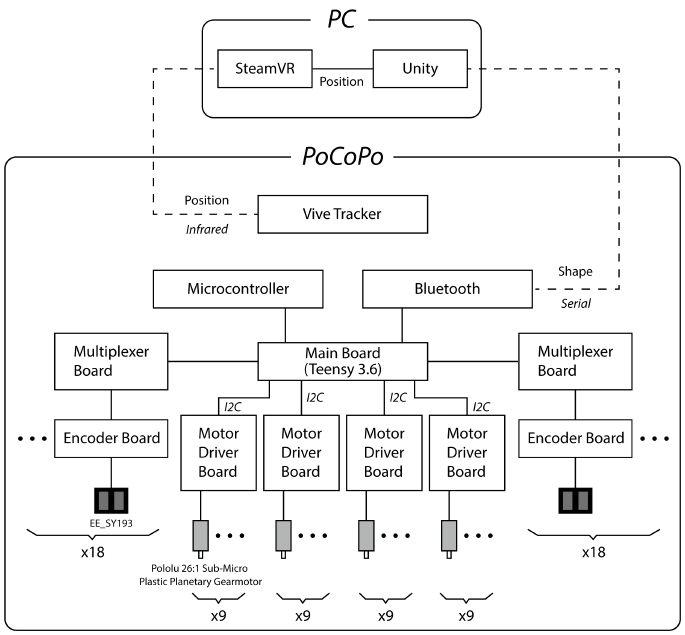 PC
SteamVR
Position
Unity
PoCoPo
Position
Infrared
Vive Tracker
Shape
Serial
Microcontroller
Bluetooth
Multiplexer
Board
Main Board
(Teensy 3.6)
Multiplexer
Board
I2C
I2C
I2C
I2C
Encoder Board
Motor
Driver
Board
Motor
Driver
Board
Motor
Driver
Board
Motor
Driver
Board
Encoder Board
EE_SY193
x18
x18
Pololu 26:1 Sub-Micro
Plastic Planetary Gearmotor
x9
x9
x9
x9